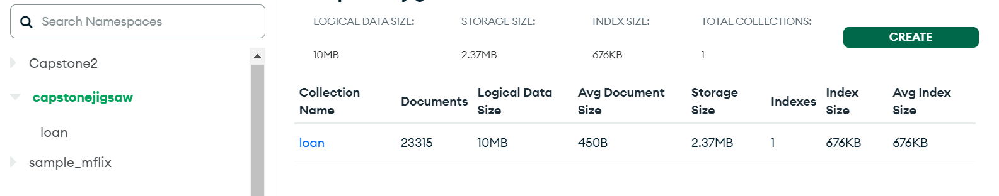 Search Namespaces
Capstone2
capstonejigsaw
loan
sample_mflix
LOGICAL DATA SIZE: STORAGE SIZE: INDEX SIZE: TOTAL COLLECTIONS:
10MB 2.37MB 676KB 1
CREATE
Collection Name Documents Logical Data Size Avg Document Size Storage Size Indexes Index Size Avg Index Size
loan 23315 10MB 450B 2.37MB 1 676KB 676KB